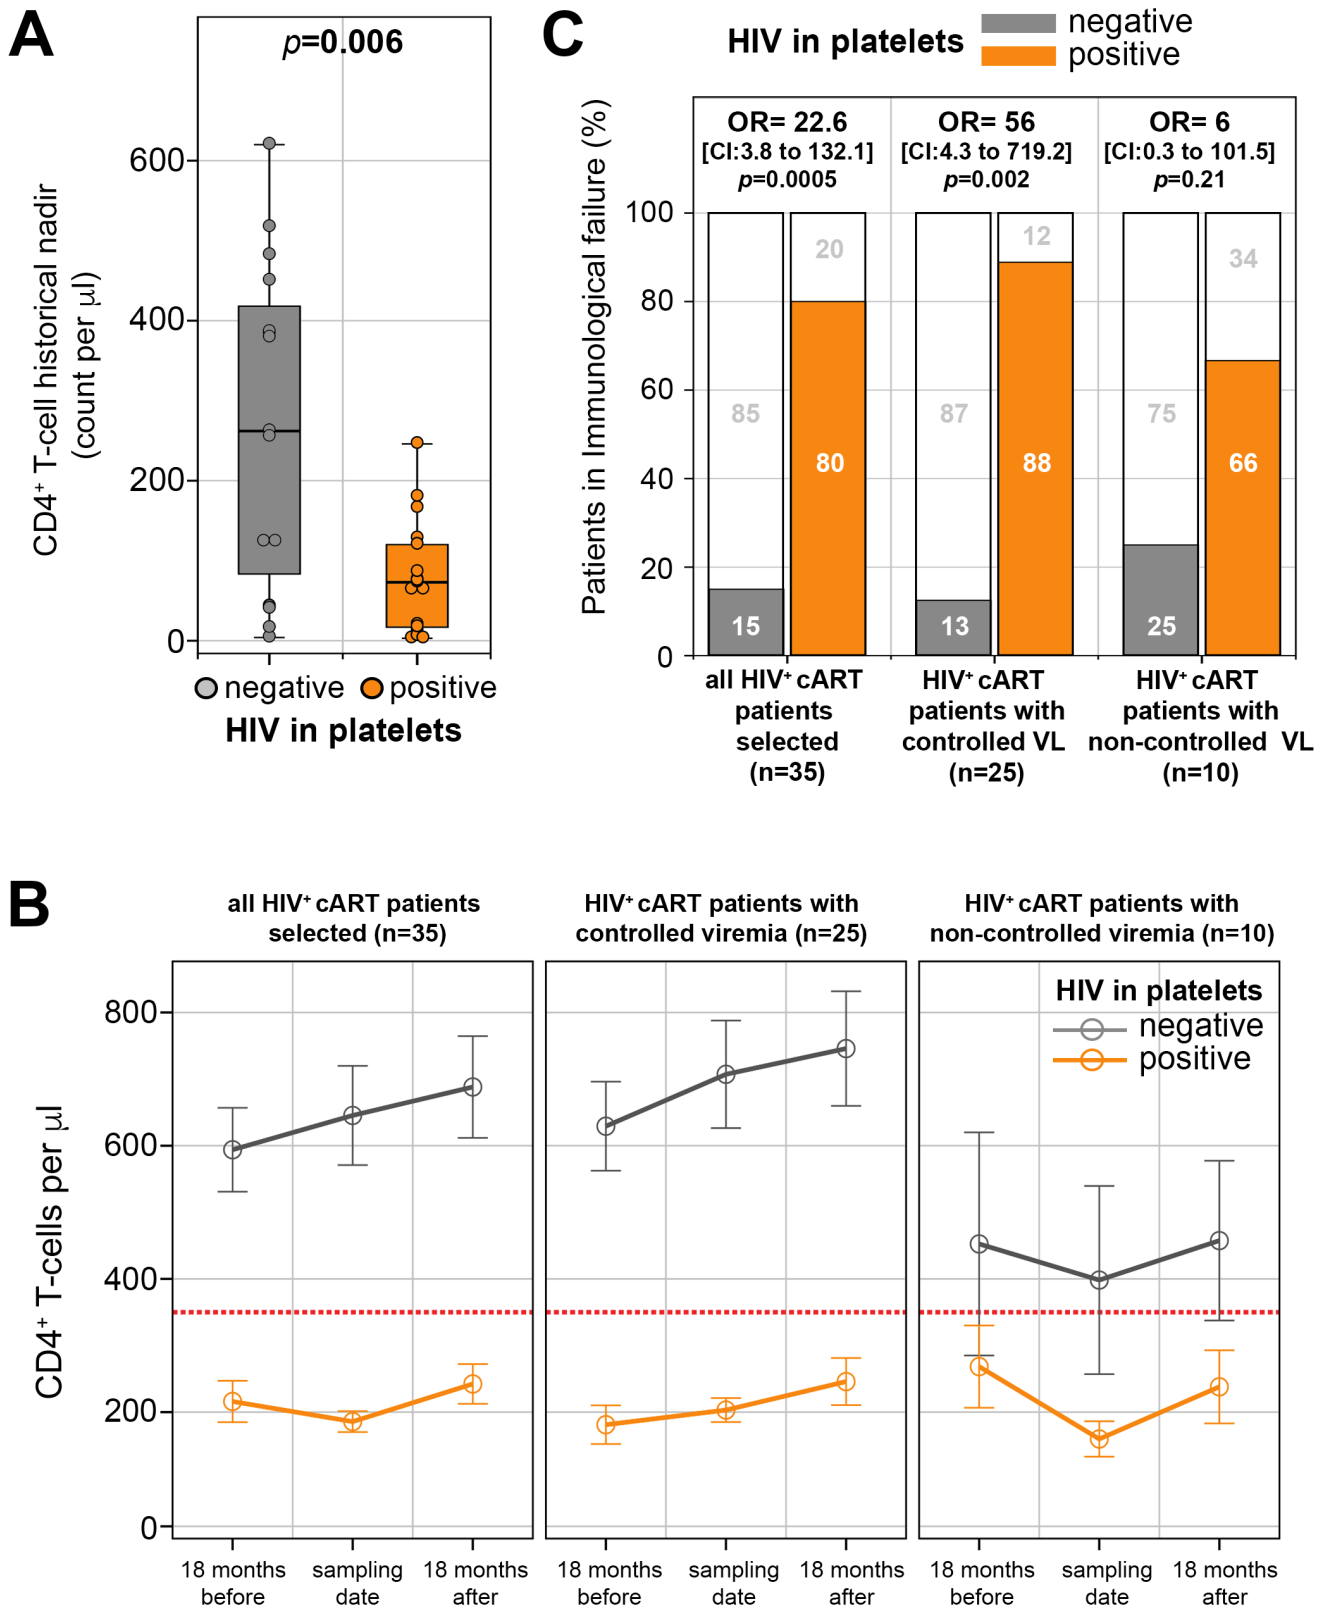 A
p=0.006
CD4⁺ T-cell historical nadir
(count per µl)
600
400
200
0
negative positive
HIV in platelets
C
HIV in platelets
negative
positive
Patients in Immunological failure (%)
OR= 22.6
[CI:3.8 to 132.1]
p=0.0005
OR= 56
[CI:4.3 to 719.2]
p=0.002
OR= 6
[CI:0.3 to 101.5]
p=0.21
100
80
60
40
20
0
85
15
20
80
87
13
12
88
75
25
34
66
all HIV⁺ cART
patients
selected
(n=35)
HIV⁺ cART
patients with
controlled VL
(n=25)
HIV⁺ cART
patients with
non-controlled VL
(n=10)
B
all HIV⁺ cART patients
selected (n=35)
HIV⁺ cART patients with
controlled viremia (n=25)
HIV⁺ cART patients with
non-controlled viremia (n=10)
CD4⁺ T-cells per µl
800
600
400
200
0
HIV in platelets
negative
positive
18 months
before
sampling
date
18 months
after
18 months
before
sampling
date
18 months
after
18 months
before
sampling
date
18 months
after